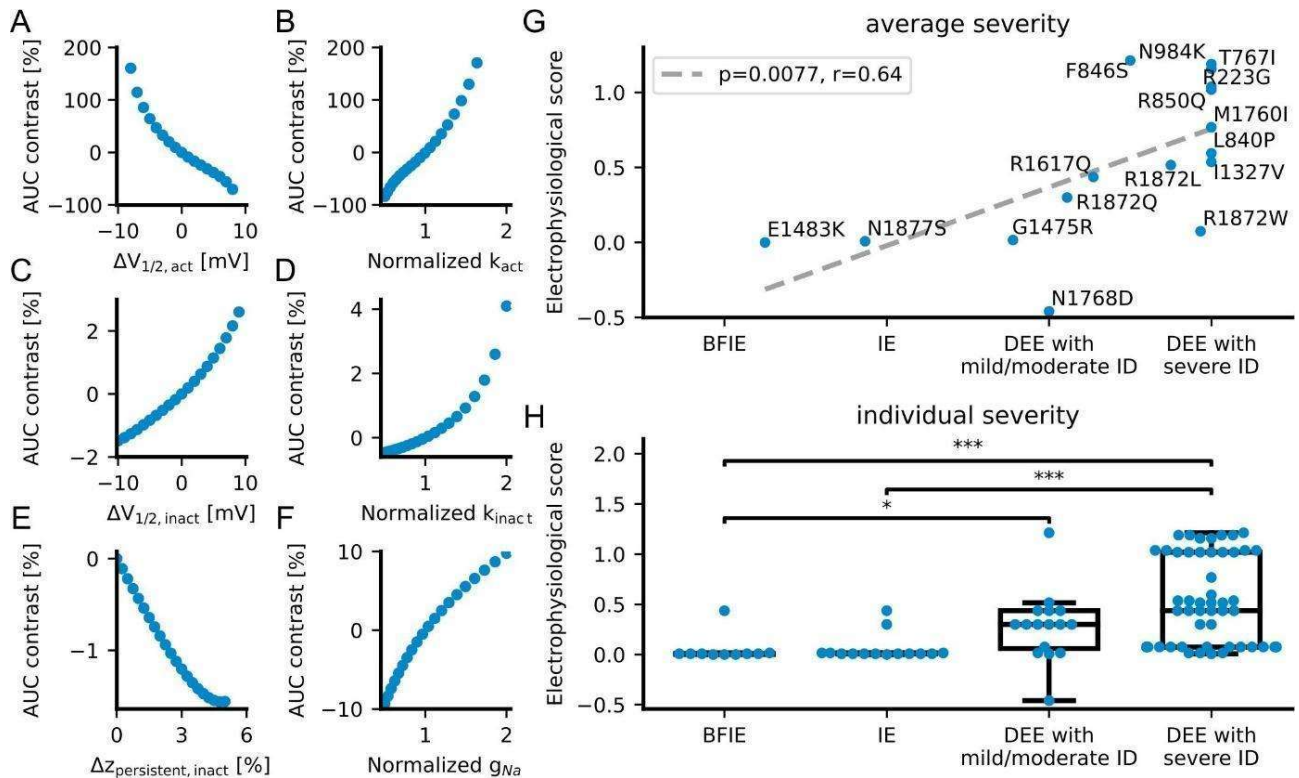 A
AUC contrast [%]
200
100
0
−100
−10
0
10
ΔV1/2, act [mV]
B
AUC contrast [%]
200
100
0
−100
1
2
Normalized kact
C
AUC contrast [%]
2
0
−2
−10
0
10
ΔV1/2, inact [mV]
D
AUC contrast [%]
4
2
0
1
2
Normalized kinact
E
AUC contrast [%]
0
−1
0
3
6
Δzpersistent, inact [%]
F
AUC contrast [%]
10
0
−10
1
2
Normalized gNa
G
average severity
Electrophysiological score
1.0
0.5
0.0
−0.5
p=0.0077, r=0.64
N984K
T767I
F846S
R223G
R850Q
M1760I
L840P
R1617Q
R1872L
I1327V
R1872Q
E1483K
N1877S
G1475R
R1872W
N1768D
BFIE
IE
DEE with
mild/moderate ID
DEE with
severe ID
H
individual severity
Electrophysiological score
2.0
1.5
1.0
0.5
0.0
−0.5
***
***
*
BFIE
IE
DEE with
mild/moderate ID
DEE with
severe ID